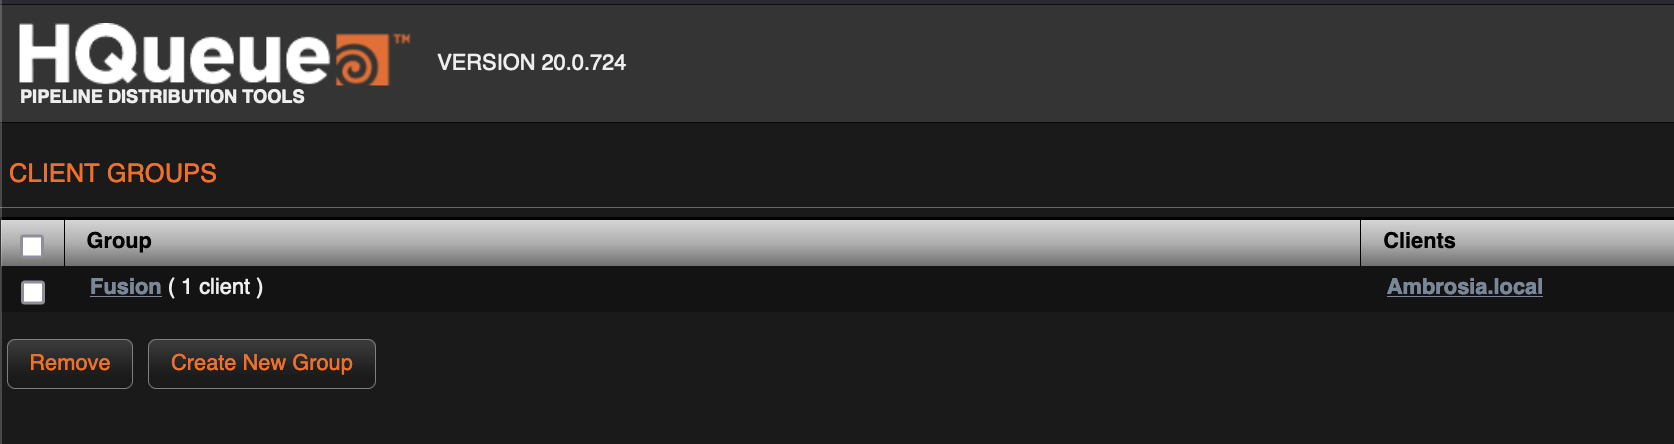 HQueue™
PIPELINE DISTRIBUTION TOOLS
VERSION 20.0.724
CLIENT GROUPS
Group Clients
Fusion ( 1 client ) Ambrosia.local
Remove Create New Group